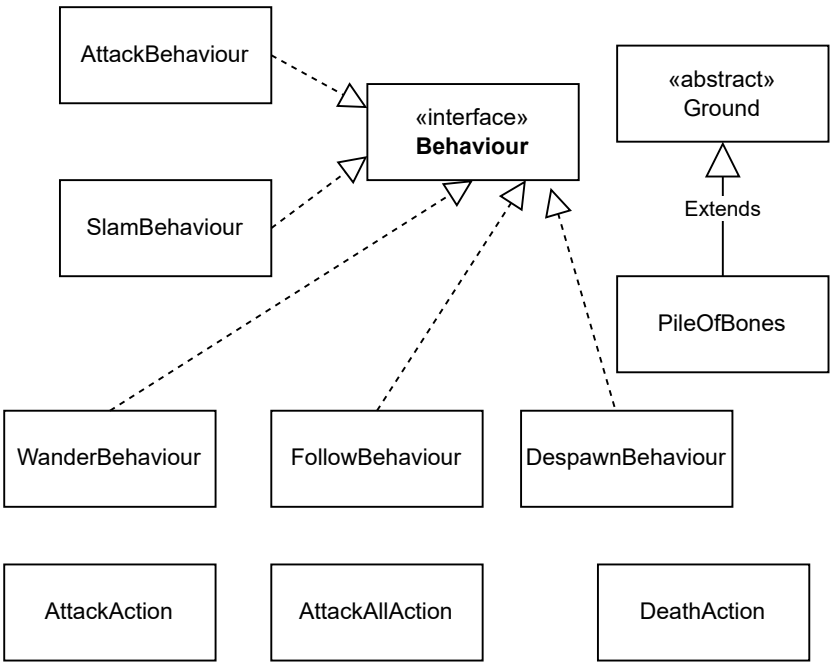 AttackBehaviour
«interface»
Behaviour
«abstract»
Ground
SlamBehaviour
Extends
PileOfBones
WanderBehaviour
FollowBehaviour
DespawnBehaviour
AttackAction
AttackAllAction
DeathAction